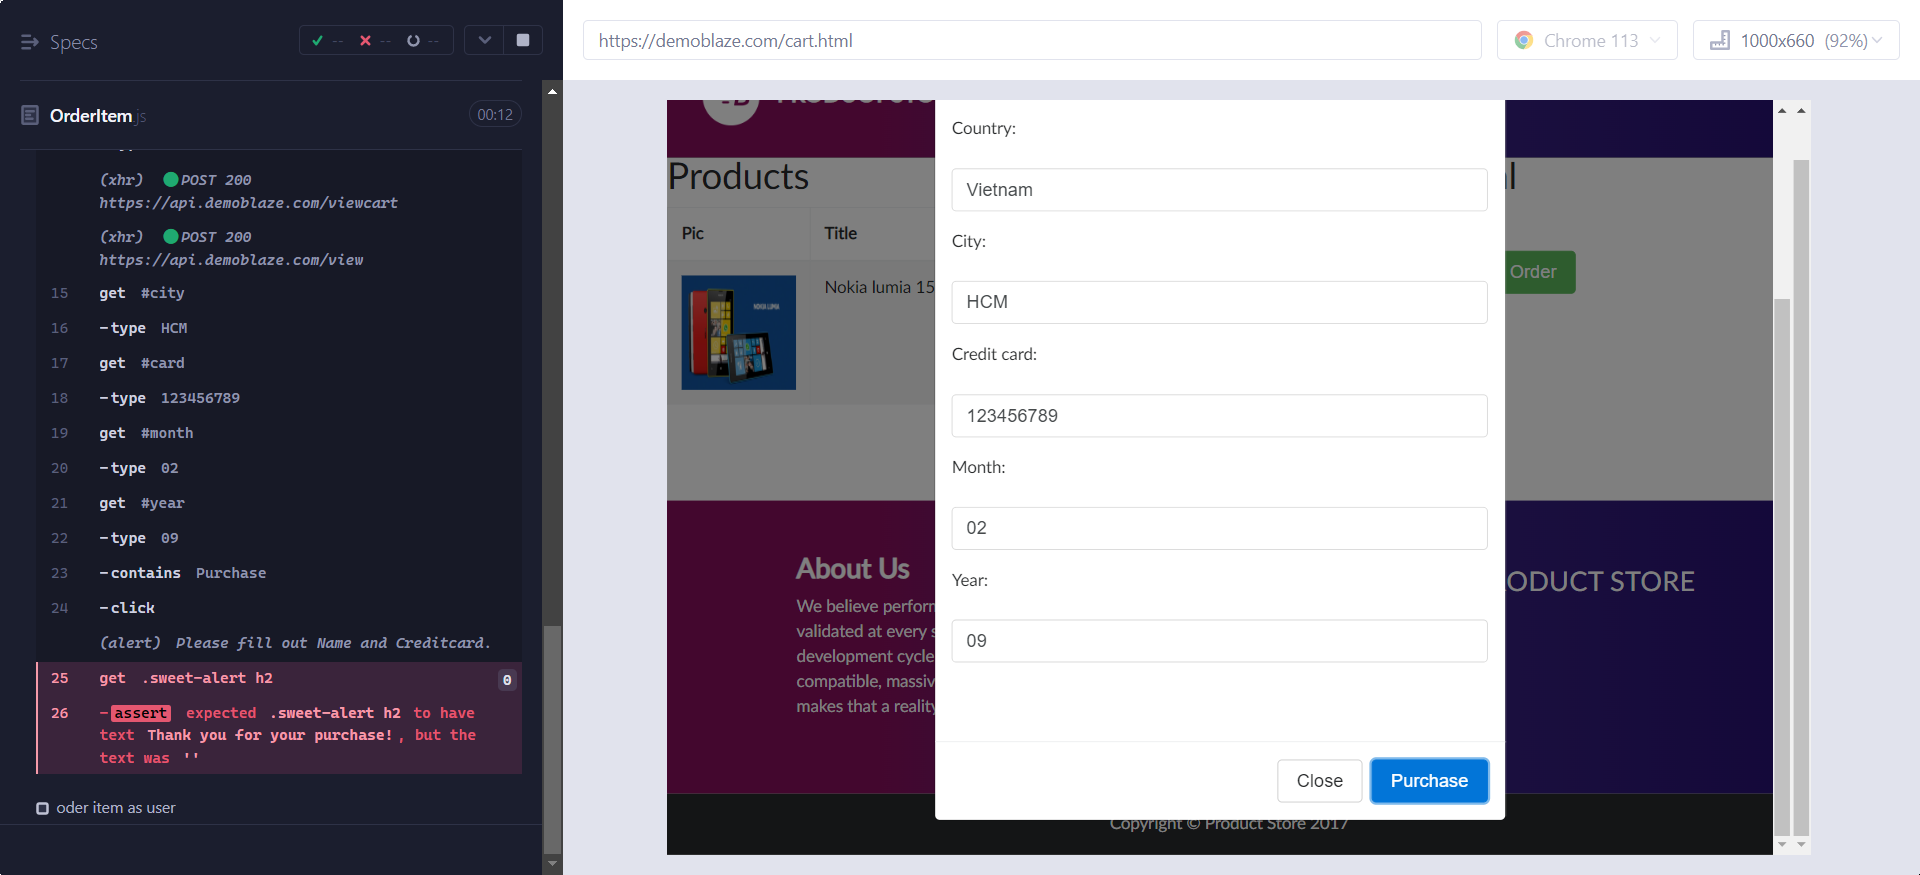 Specs
-- -- --
OrderItem.js
00:12
(xhr) POST 200
https://api.demoblaze.com/viewcart
(xhr) POST 200
https://api.demoblaze.com/view
15 get #city
16 -type HCM
17 get #card
18 -type 123456789
19 get #month
20 -type 02
21 get #year
22 -type 09
23 -contains Purchase
24 -click
(alert) Please fill out Name and Creditcard.
25 get .sweet-alert h2 0
26 -assert expected .sweet-alert h2 to have
text Thank you for your purchase!, but the
text was ''
oder item as user
https://demoblaze.com/cart.html
Chrome 113
1000x660 (92%)
Products
Pic Title
Nokia lumia 15
Order
Country:
Vietnam
City:
HCM
Credit card:
123456789
Month:
02
Year:
09
Close Purchase
About Us
We believe perform
validated at every s
development cycle
compatible, massiv
makes that a reality
ODUCT STORE
Copyright © Product Store 2017